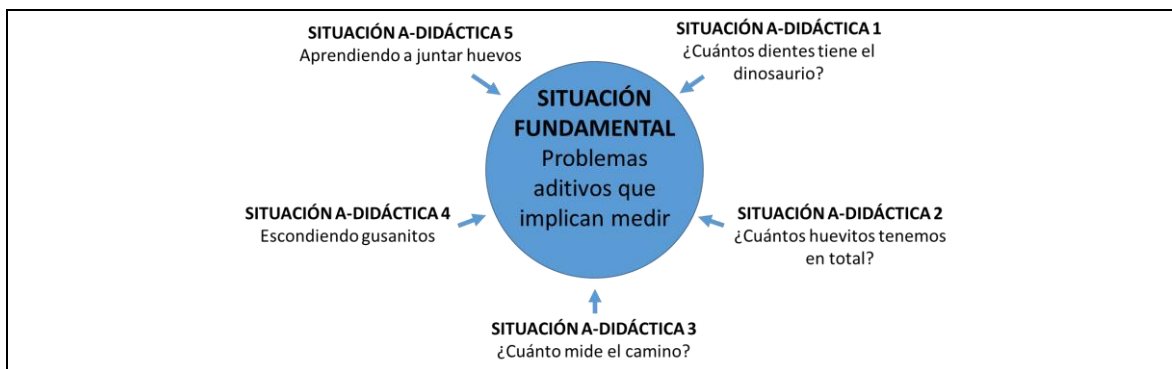 SITUACIÓN A-DIDÁCTICA 5
Aprendiendo a juntar huevos
SITUACIÓN A-DIDÁCTICA 1
¿Cuántos dientes tiene el
dinosaurio?
SITUACIÓN
FUNDAMENTAL
Problemas
aditivos que
implican medir
SITUACIÓN A-DIDÁCTICA 4
Escondiendo gusanitos
SITUACIÓN A-DIDÁCTICA 2
¿Cuántos huevitos tenemos
en total?
SITUACIÓN A-DIDÁCTICA 3
¿Cuánto mide el camino?